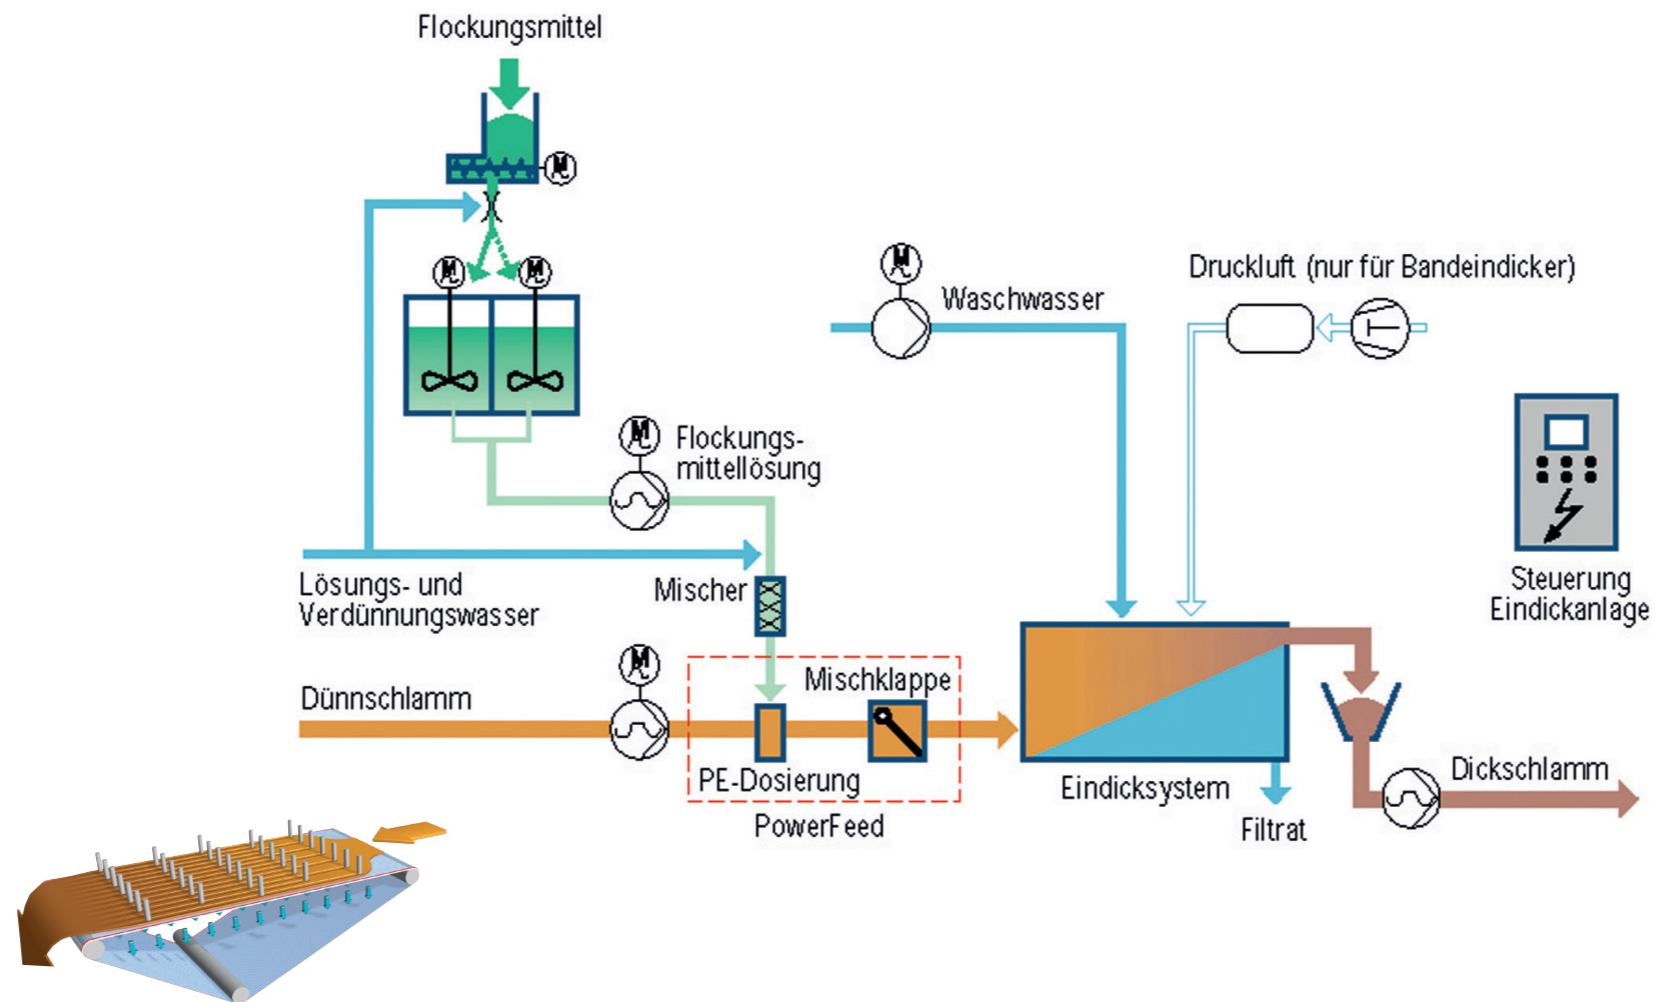 Flockungsmittel
M
M
M
M
Waschwasser
Druckluft (nur für Bandeindicker)
M
Flockungs-
mittellösung
Lösungs- und
Verdünnungswasser
Mischer
Steuerung
Eindickanlage
M
Dünnschlamm
Mischklappe
PE-Dosierung
PowerFeed
Eindicksystem
Filtrat
Dickschlamm